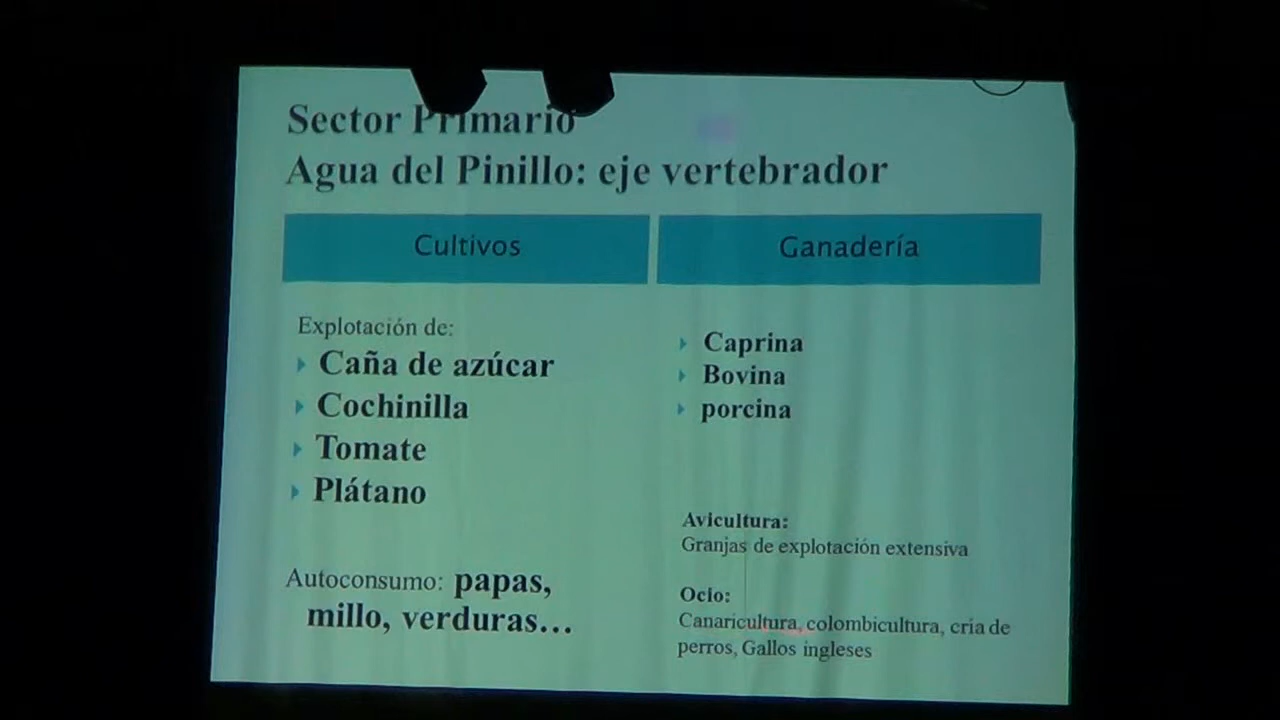 Sector Primario
Agua del Pinillo: eje vertebrador
Cultivos
Explotación de:
Caña de azúcar
Cochinilla
Tomate
Plátano
Autoconsumo: papas,
millo, verduras...
Ganadería
Caprina
Bovina
porcina
Avicultura:
Granjas de explotación extensiva
Ocio:
Canaricultura, colombicultura, cría de
perros, Gallos ingleses